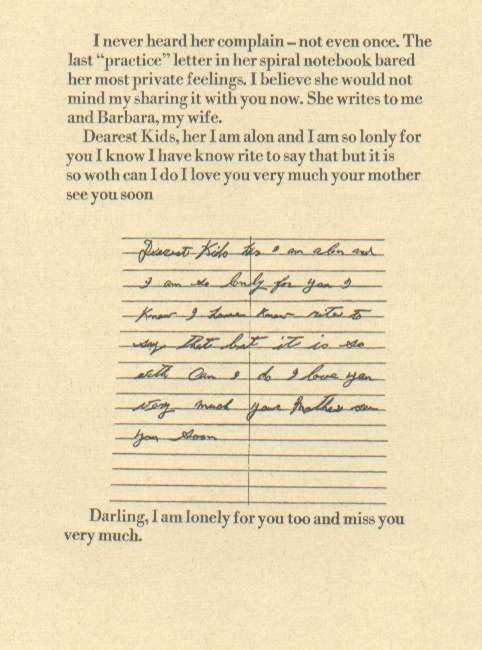 I never heard her complain – not even once. The
last “practice” letter in her spiral notebook bared
her most private feelings. I believe she would not
mind my sharing it with you now. She writes to me
and Barbara, my wife.
Dearest Kids, her I am alon and I am so lonly for
you I know I have know rite to say that but it is
so woth can I do I love you very much your mother
see you soon
Dearest Kids her I am alon and
I am so lonly for you I
Know I have Know rite to
say that but it is so
woth Can I do I love you
very much your Mother see
you soon
Darling, I am lonely for you too and miss you
very much.